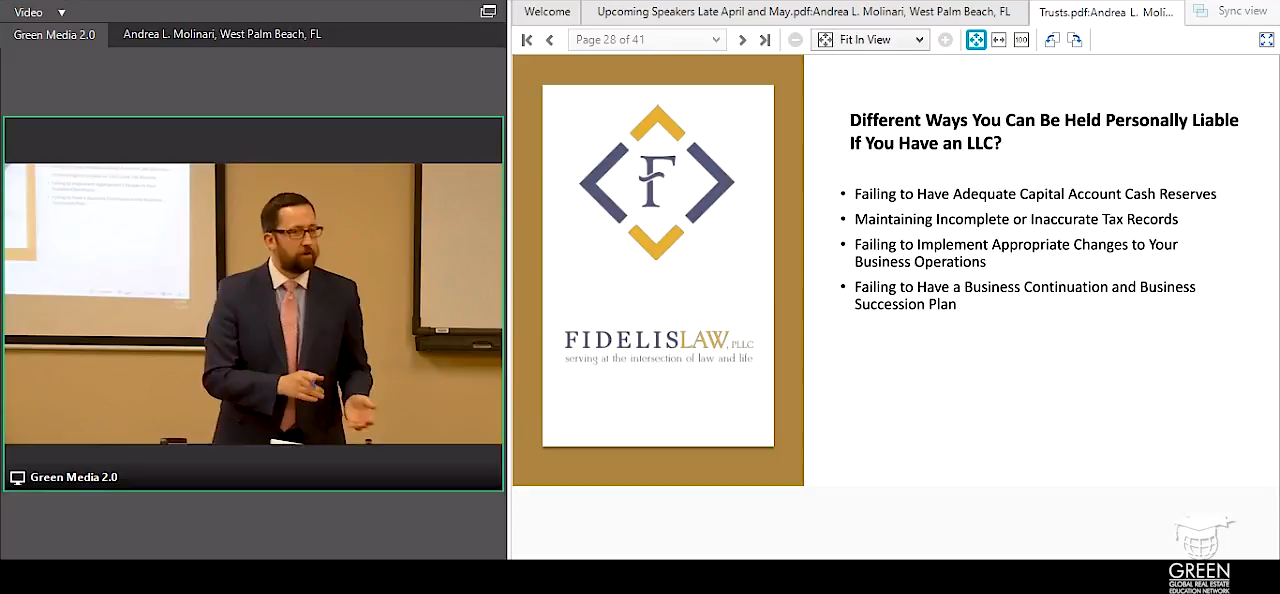 Video
Green Media 2.0
Andrea L. Molinari, West Palm Beach, FL
Green Media 2.0
Welcome
Upcoming Speakers Late April and May.pdf:Andrea L. Molinari, West Palm Beach, FL
Trusts.pdf:Andrea L. Moli...
Sync view
Page 28 of 41
Fit In View
100
F
FIDELISLAW, PLLC
serving at the intersection of law and life
Different Ways You Can Be Held Personally Liable
If You Have an LLC?
• Failing to Have Adequate Capital Account Cash Reserves
• Maintaining Incomplete or Inaccurate Tax Records
• Failing to Implement Appropriate Changes to Your
Business Operations
• Failing to Have a Business Continuation and Business
Succession Plan
GREEN
GLOBAL REAL ESTATE
EDUCATION NETWORK